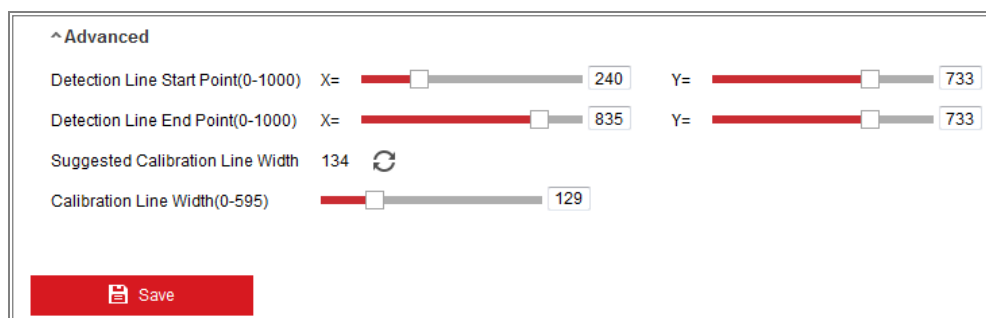 ^Advanced
Detection Line Start Point(0-1000) X= 240 Y= 733
Detection Line End Point(0-1000) X= 835 Y= 733
Suggested Calibration Line Width 134
Calibration Line Width(0-595) 129
Save